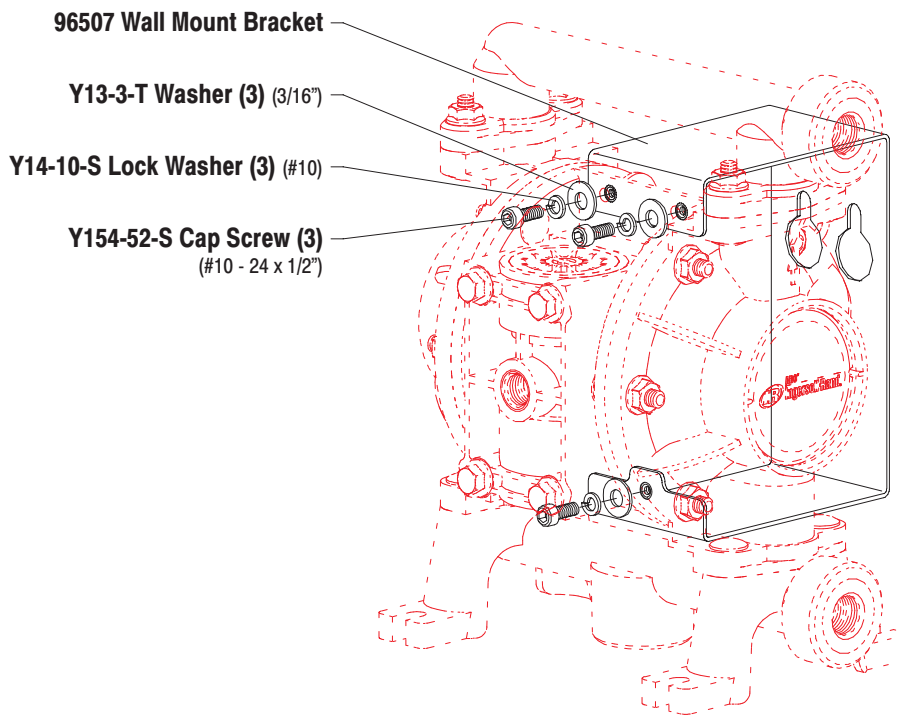 96507 Wall Mount Bracket
Y13-3-T Washer (3) (3/16”)
Y14-10-S Lock Washer (3) (#10)
Y154-52-S Cap Screw (3)
(#10 - 24 x 1/2”)